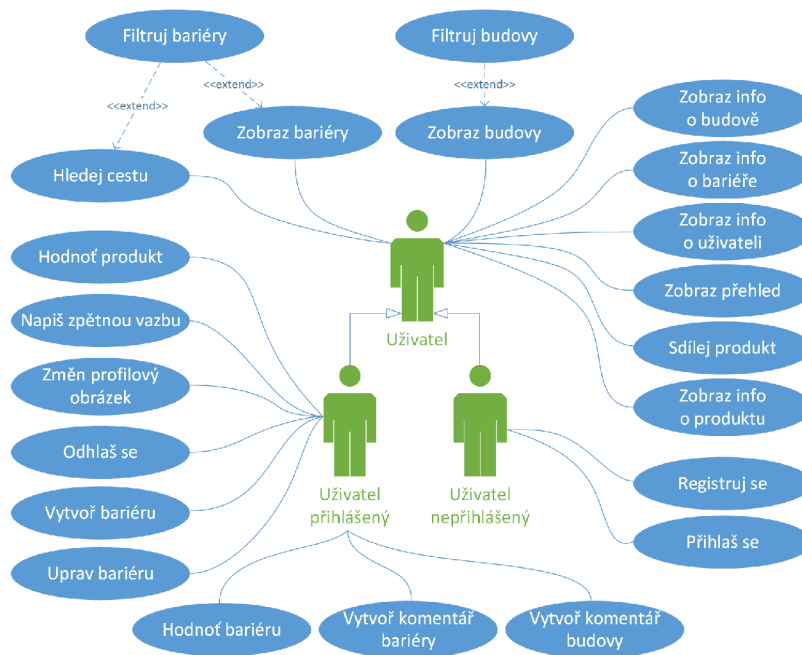 Filtruj bariéry
Filtruj budovy
<<extend>>
<<extend>>
<<extend>>
Zobraz bariéry
Zobraz budovy
Zobraz info
o budově
Hledej cestu
Zobraz info
o bariéře
Zobraz info
o uživateli
Hodnoť produkt
Zobraz přehled
Napiš zpětnou vazbu
Uživatel
Sdílej produkt
Změn profilový
obrázek
Zobraz info
o produktu
Odhlaš se
Uživatel
přihlášený
Uživatel
nepřihlášený
Registruj se
Vytvoř bariéru
Přihlaš se
Uprav bariéru
Hodnoť bariéru
Vytvoř komentář
bariéry
Vytvoř komentář
budovy